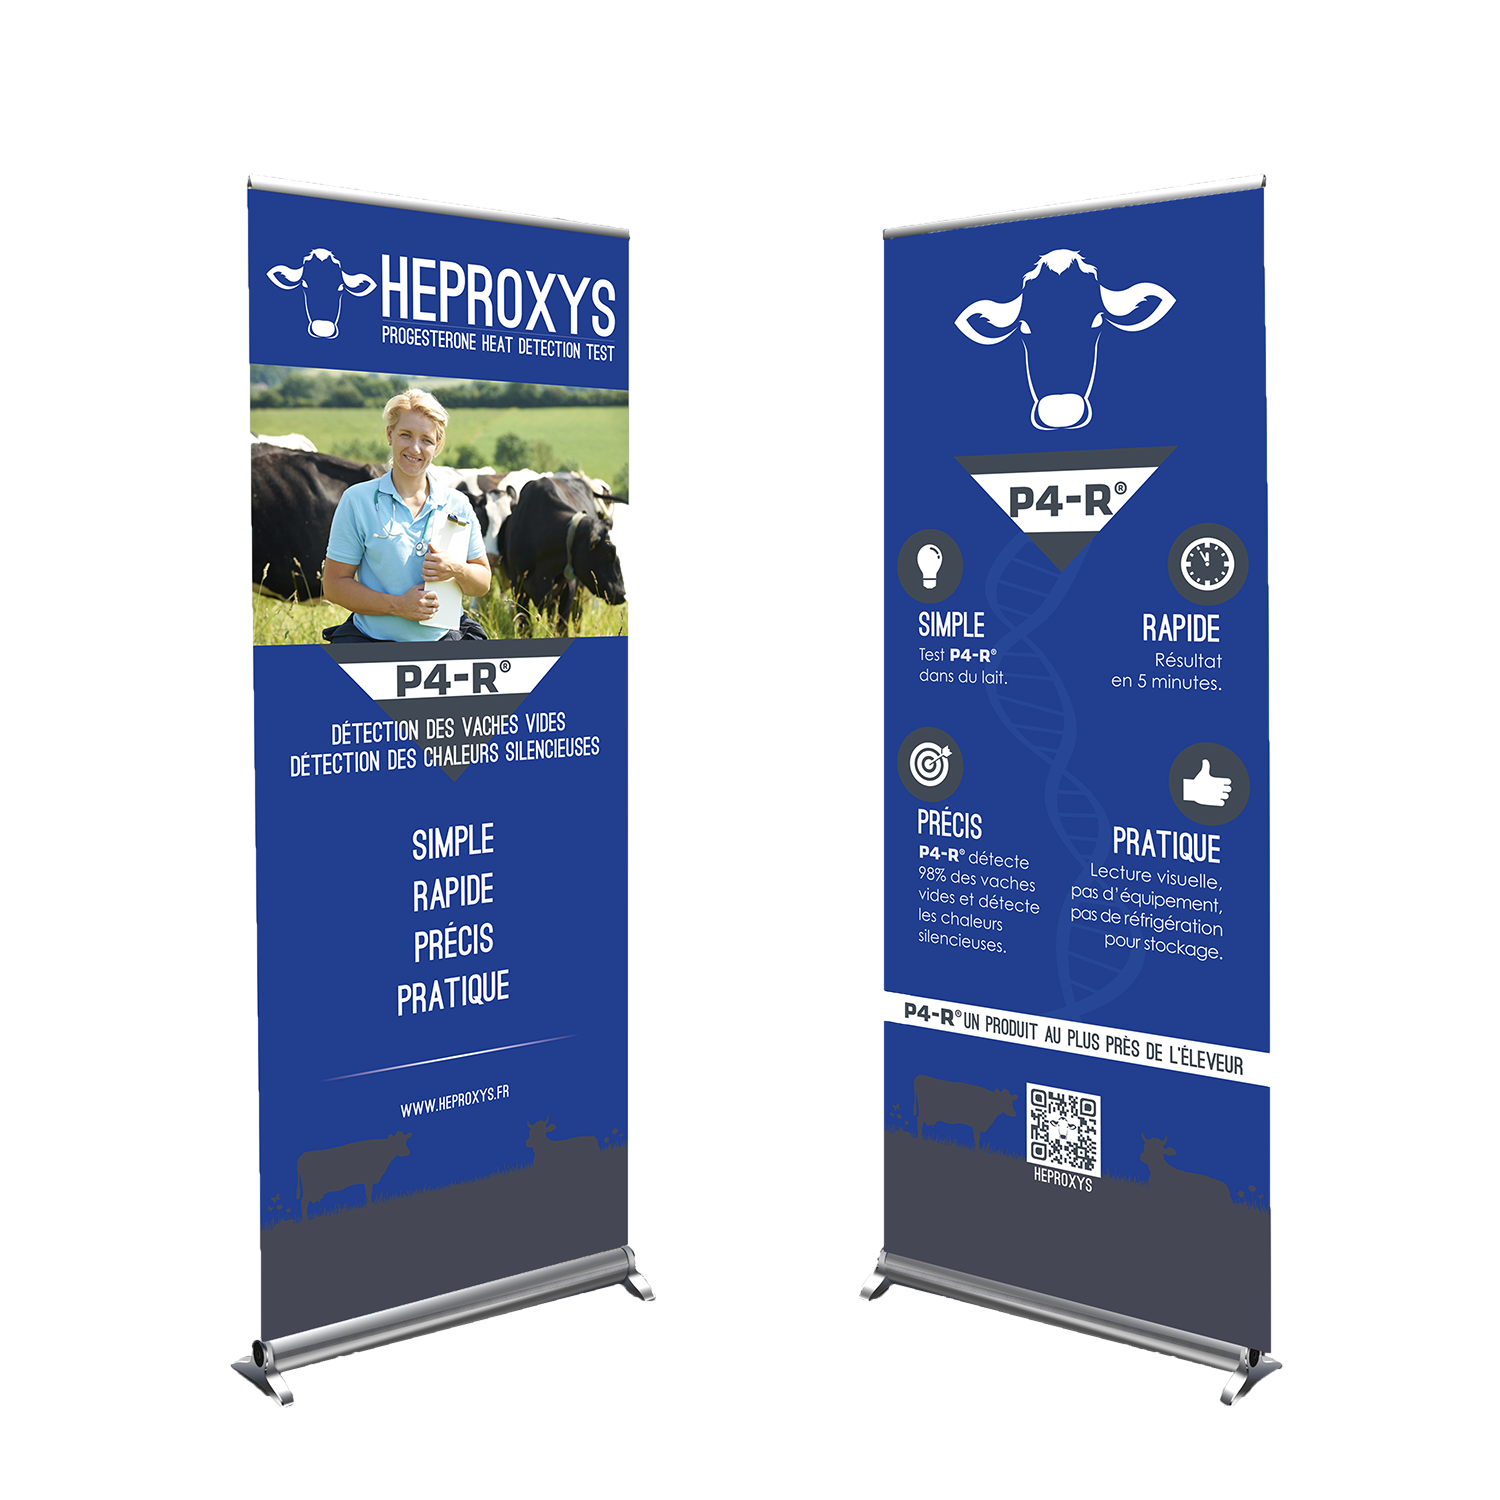 HEPROXYS
PROGESTERONE HEAT DETECTION TEST
P4-R®
DÉTECTION DES VACHES VIDES
DÉTECTION DES CHALEURS SILENCIEUSES
SIMPLE
RAPIDE
PRÉCIS
PRATIQUE
WWW.HEPROXYS.FR
P4-R®
SIMPLE
Test P4-R®
dans du lait.
RAPIDE
Résultat
en 5 minutes.
PRÉCIS
P4-R® détecte
98% des vaches
vides et détecte
les chaleurs
silencieuses.
PRATIQUE
Lecture visuelle,
pas d'équipement,
pas de réfrigération
pour stockage.
P4-R® UN PRODUIT AU PLUS PRÈS DE L'ÉLEVEUR
HEPROXYS